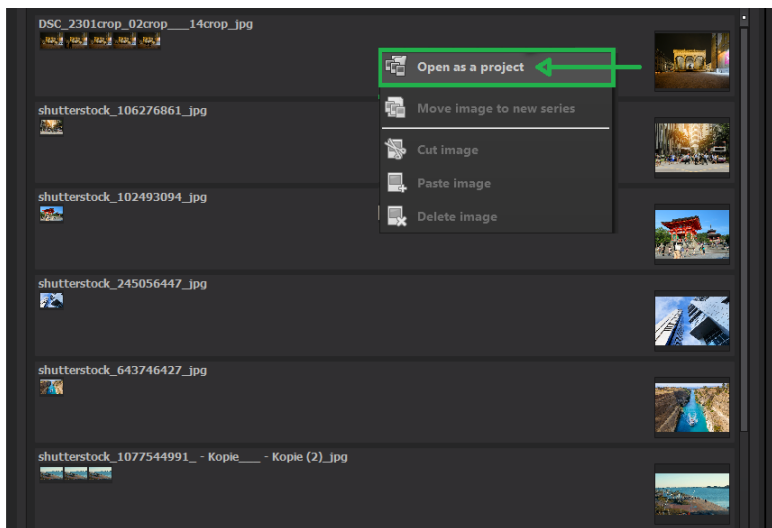 DSC_2301crop_02crop___14crop_jpg
Open as a project
Move image to new series
Cut image
Paste image
Delete image
shutterstock_106276861_jpg
shutterstock_102493094_jpg
shutterstock_245056447_jpg
shutterstock_643746427_jpg
shutterstock_1077544991_ - Kopie___ - Kopie (2)_jpg